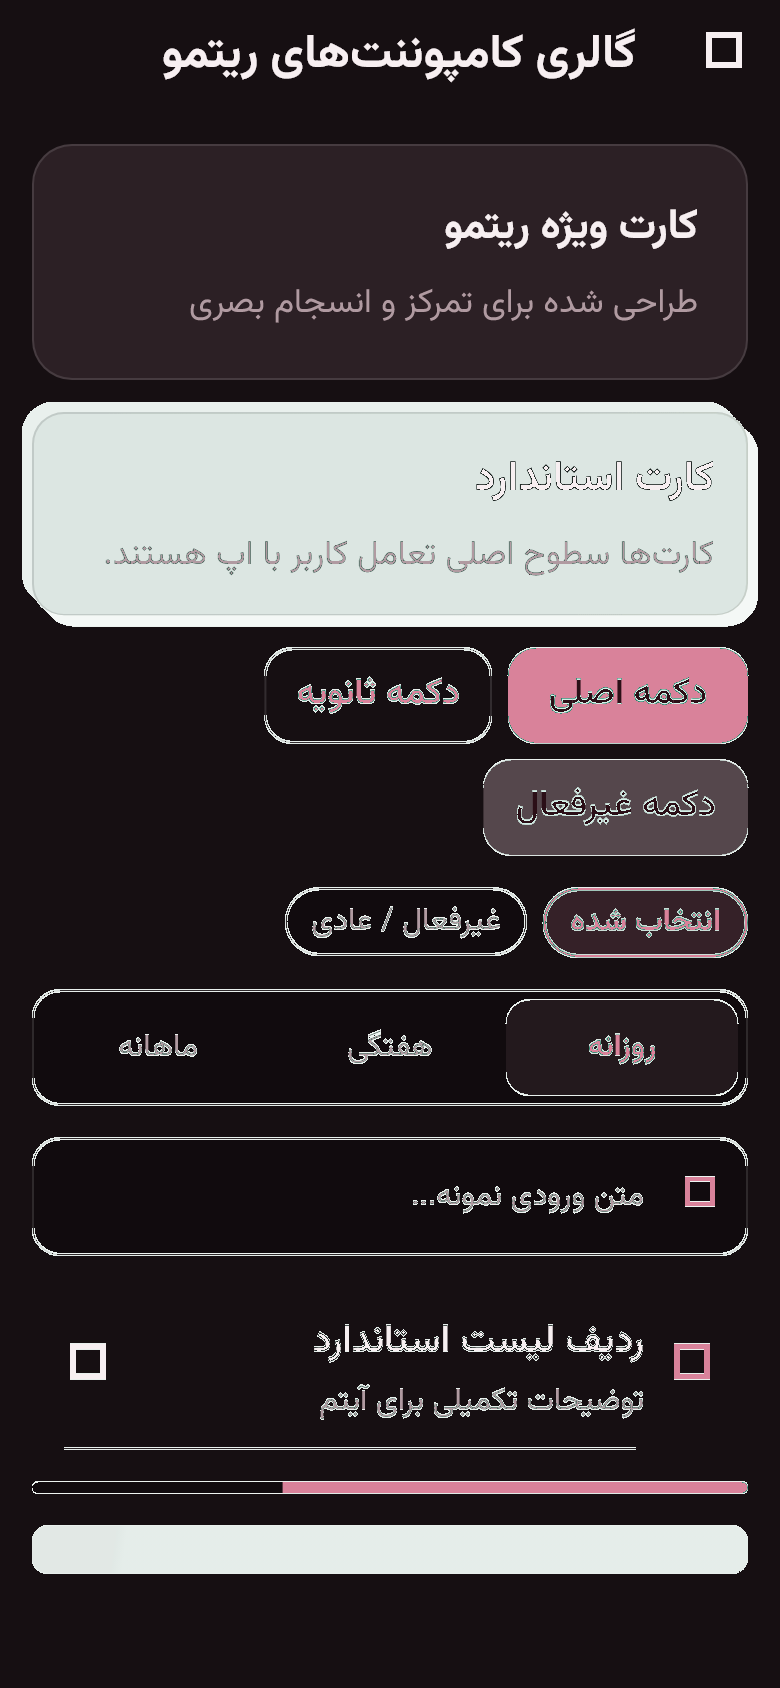 گالری کامپوننت‌های ریتمو
کارت ویژه ریتمو
طراحی شده برای تمرکز و انسجام بصری
کارت استاندارد
کارت‌ها سطوح اصلی تعامل کاربر با اپ هستند.
دکمه اصلی
دکمه ثانویه
دکمه غیرفعال
انتخاب شده
غیرفعال / عادی
روزانه
هفتگی
ماهانه
متن ورودی نمونه...
ردیف لیست استاندارد
توضیحات تکمیلی برای آیتم